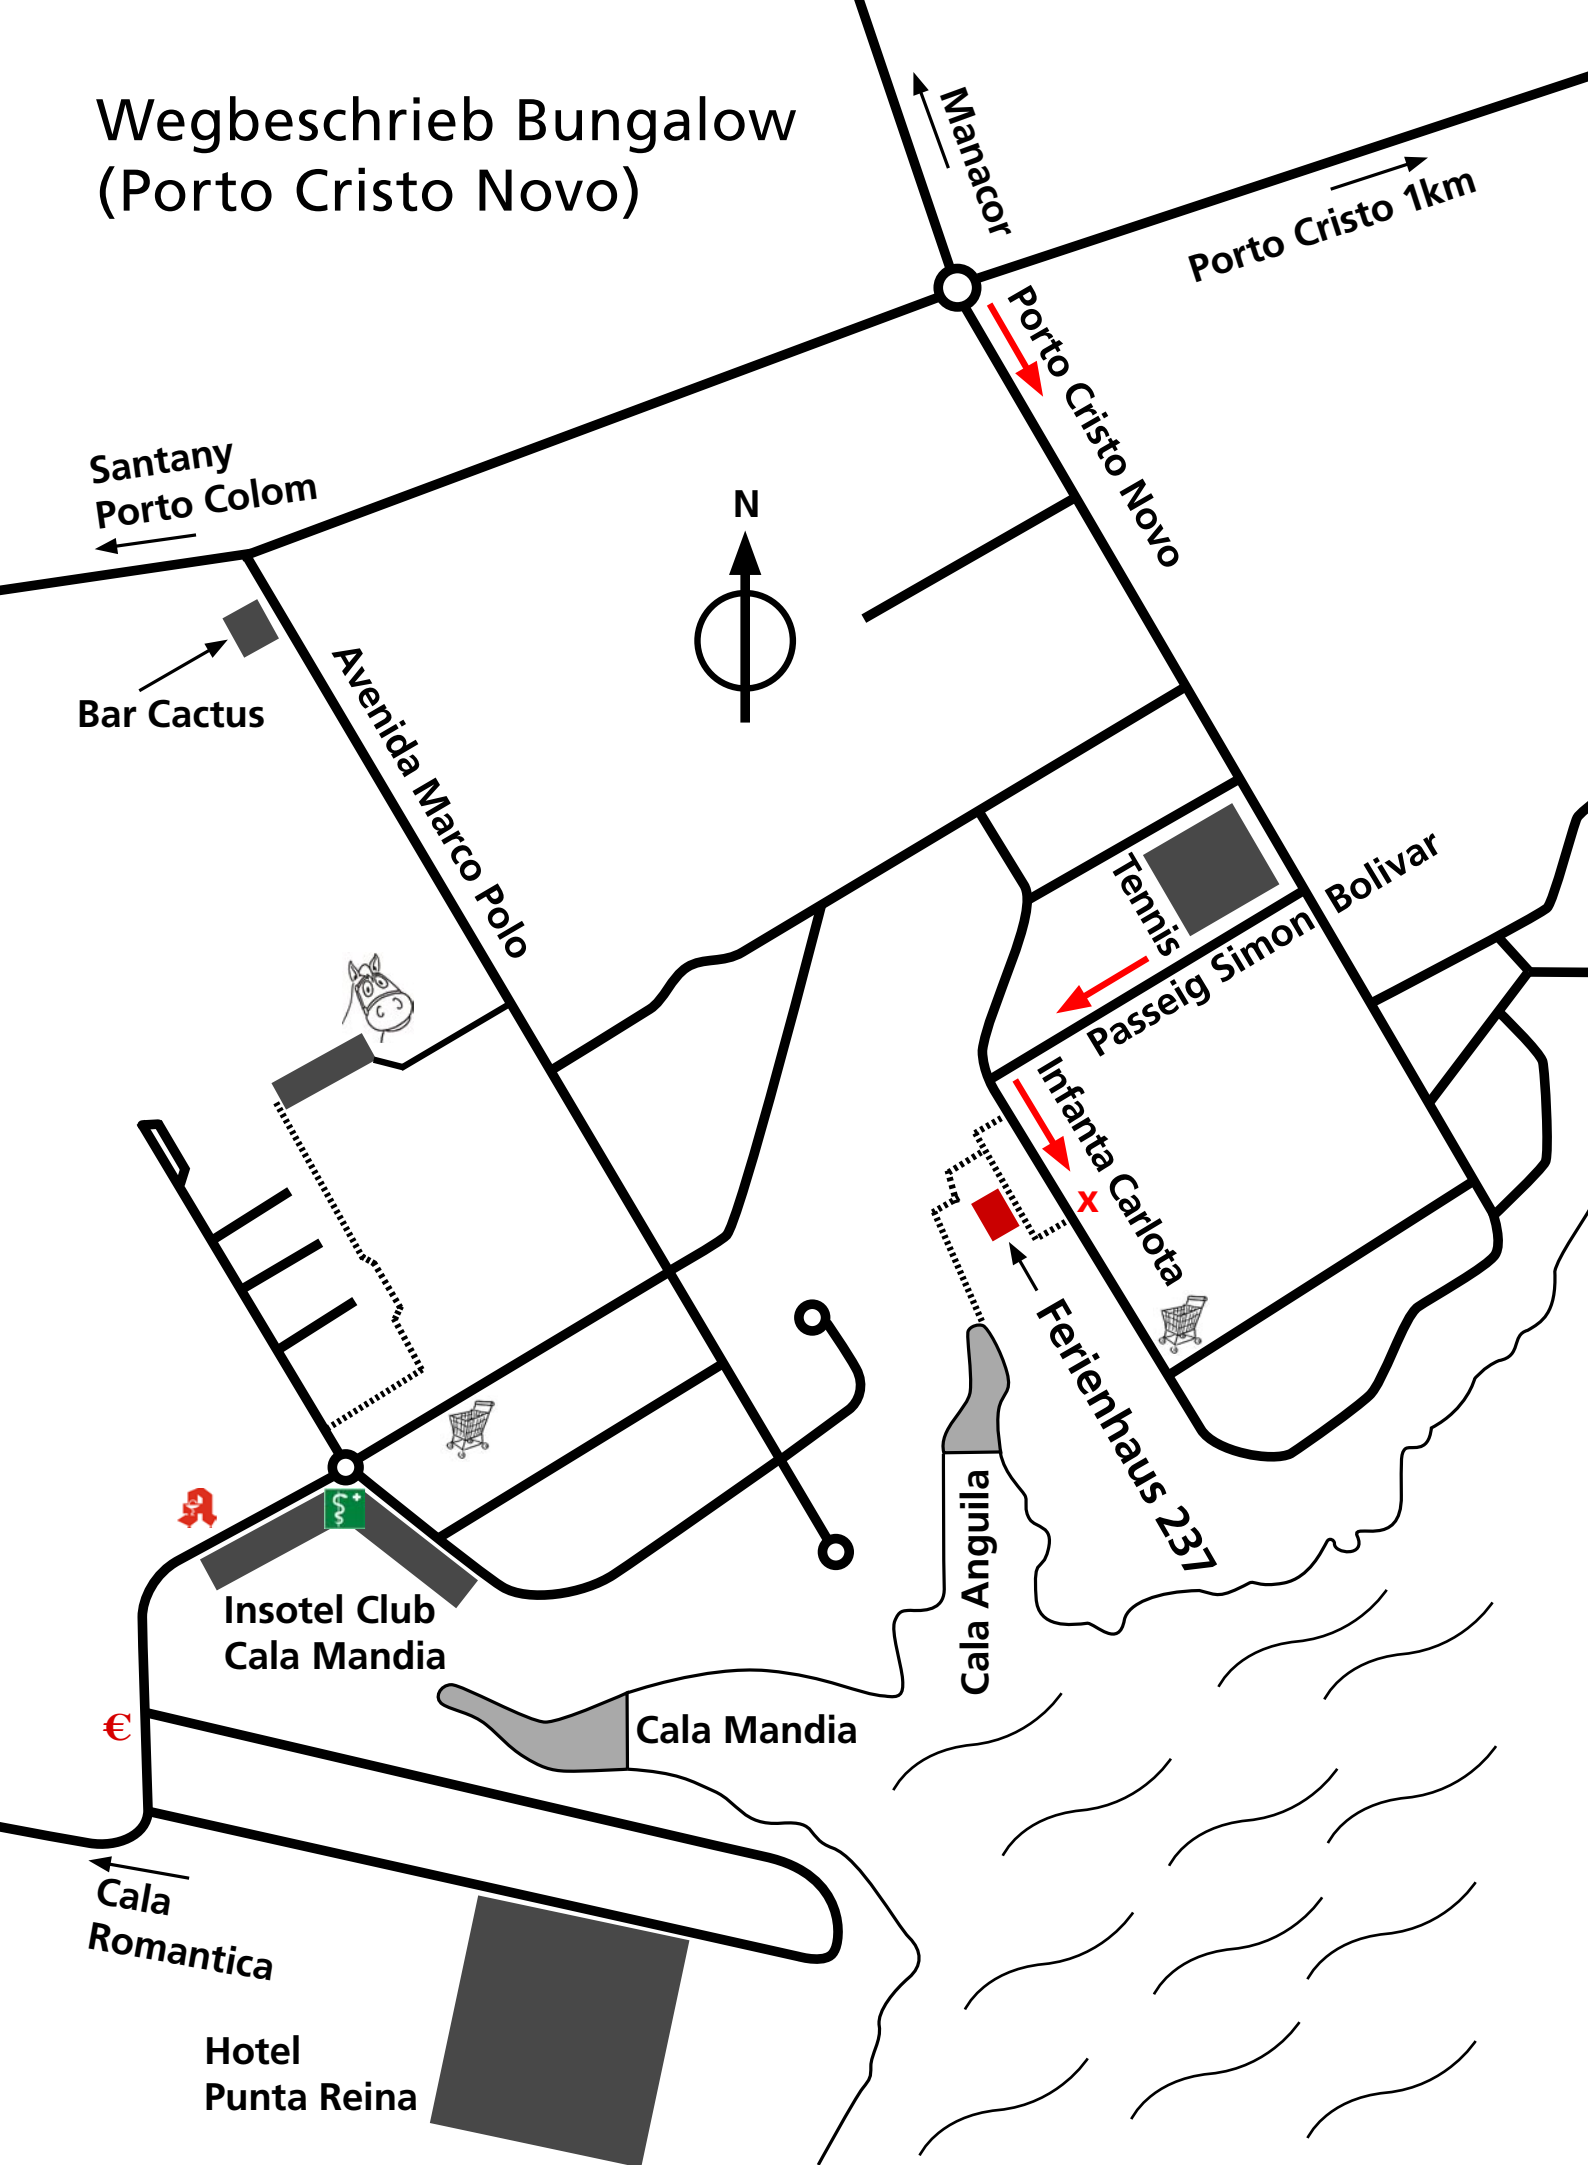 Wegbeschrieb Bungalow
(Porto Cristo Novo)
Manacor
Porto Cristo 1km
Porto Cristo Novo
Santany
Porto Colom
N
Bar Cactus
Avenida Marco Polo
Tennis
Passeig Simon Bolivar
Infanta Carlota
x
Ferienhaus 237
Cala Anguila
Insotel Club
Cala Mandia
€
Cala Mandia
Cala
Romantica
Hotel
Punta Reina